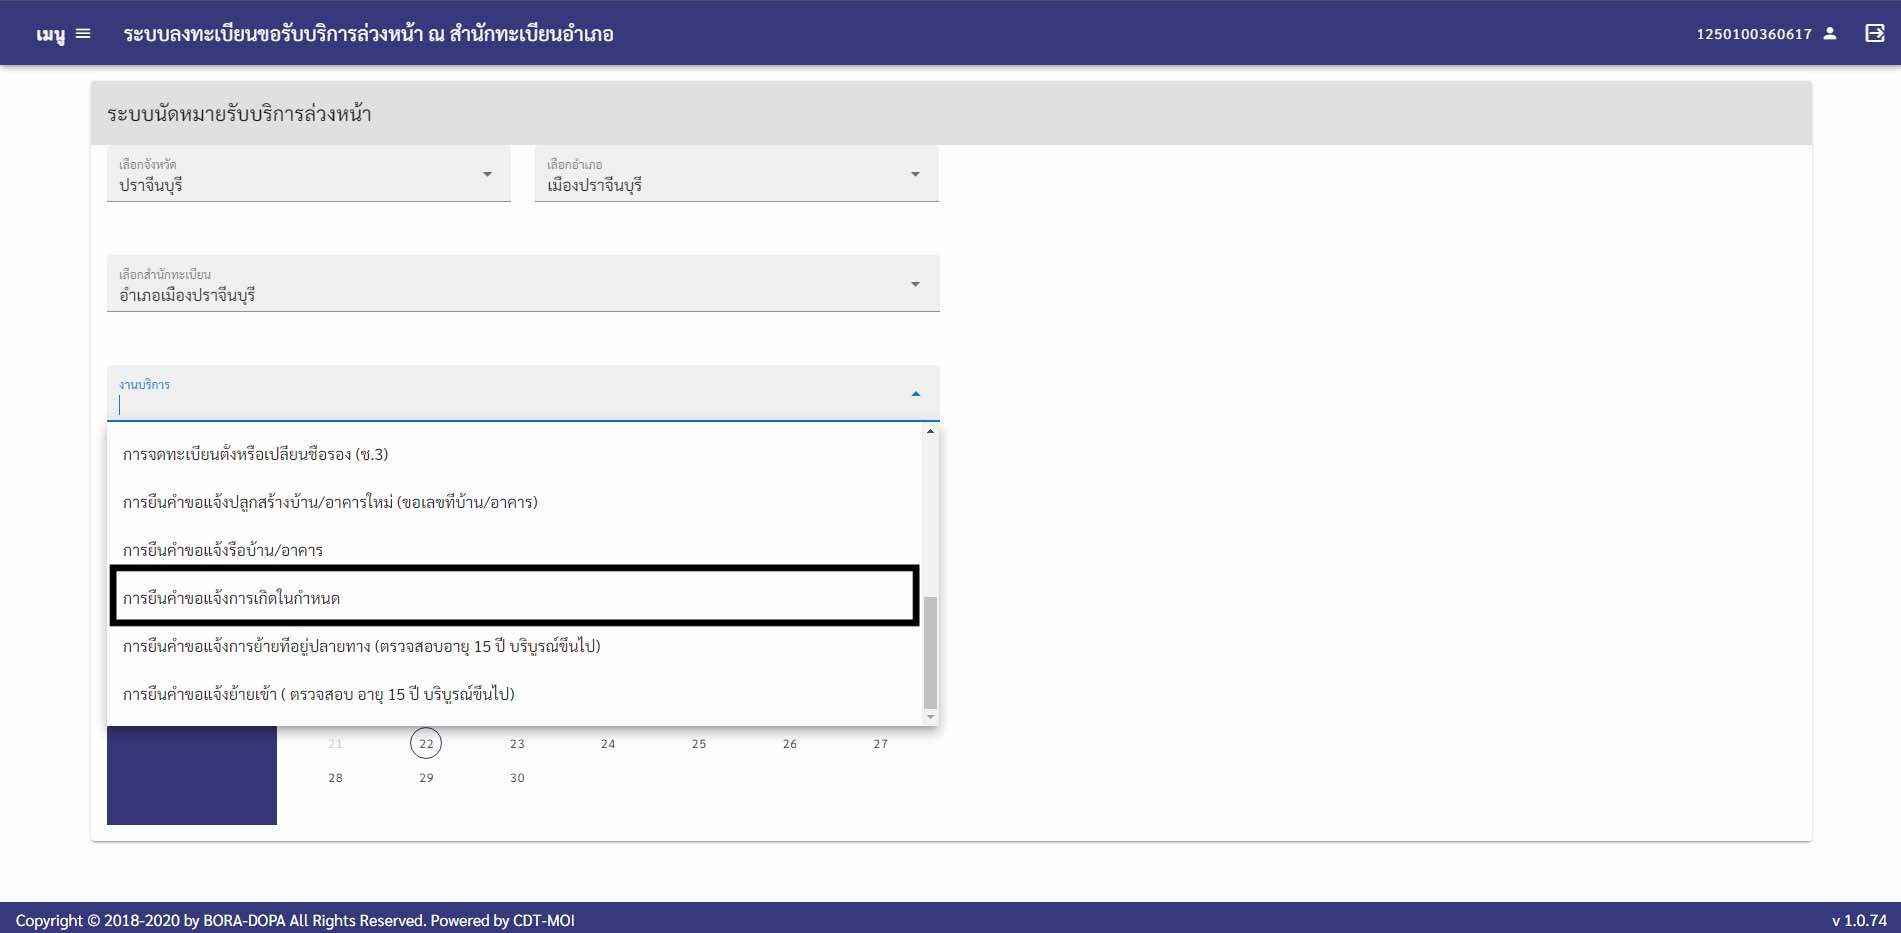 เมนู ระบบลงทะเบียนขอรับบริการล่วงหน้า ณ สำนักทะเบียนอำเภอ 1250100360617
ระบบนัดหมายรับบริการล่วงหน้า
เลือกจังหวัด เลือกอำเภอ
ปราจีนบุรี เมืองปราจีนบุรี
เลือกสำนักทะเบียน
อำเภอเมืองปราจีนบุรี
งานบริการ
การจดทะเบียนตั้งหรือเปลี่ยนชื่อรอง (ช.3)
การยื่นคำขอแจ้งปลูกสร้างบ้าน/อาคารใหม่ (ขอเลขที่บ้าน/อาคาร)
การยื่นคำขอแจ้งรื้อบ้าน/อาคาร
การยื่นคำขอแจ้งการเกิดในกำหนด
การยื่นคำขอแจ้งการย้ายที่อยู่ปลายทาง (ตรวจสอบอายุ 15 ปี บริบูรณ์ขึ้นไป)
การยื่นคำขอแจ้งย้ายเข้า ( ตรวจสอบ อายุ 15 ปี บริบูรณ์ขึ้นไป)
21 22 23 24 25 26 27
28 29 30
Copyright © 2018-2020 by BORA-DOPA All Rights Reserved. Powered by CDT-MOI v 1.0.74